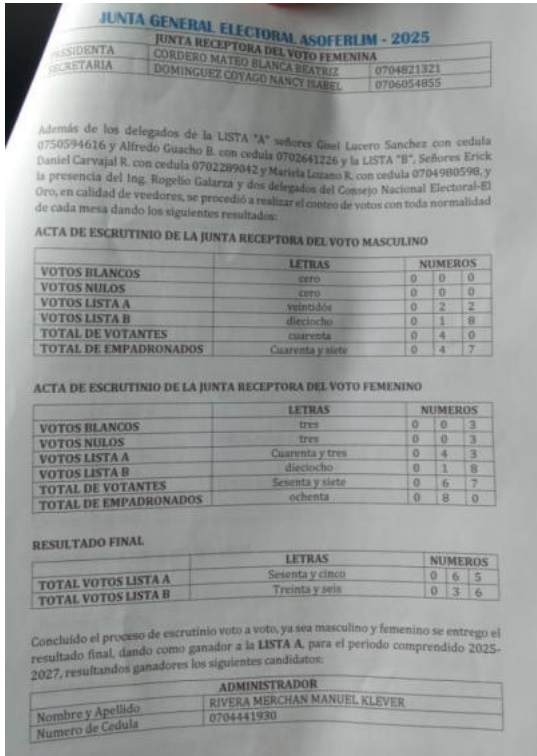 JUNTA GENERAL ELECTORAL ASOFERLIM - 2025
JUNTA RECEPTORA DEL VOTO FEMENINA
PRESIDENTA CORDERO MATEO BLANCA BEATRIZ 0704821321
SECRETARIA DOMINGUEZ COYAGO NANCY ISABEL 0706054855
Además de los delegados de la LISTA "A" señores Gisel Lucero Sanchez con cedula
0750594616 y Alfredo Guacho B. con cedula 0702641226 y la LISTA "B", Señores Erick
Daniel Carvajal R. con cedula 0702289042 y Mariela Lozano R. con cedula 0704980598, y
la presencia del Ing. Rogelio Galarza y dos delegados del Consejo Nacional Electoral-El
Oro, en calidad de veedores, se procedió a realizar el conteo de votos con toda normalidad
de cada mesa dando los siguientes resultados:
ACTA DE ESCRUTINIO DE LA JUNTA RECEPTORA DEL VOTO MASCULINO
LETRAS NUMEROS
VOTOS BLANCOS cero 0 0 0
VOTOS NULOS cero 0 0 0
VOTOS LISTA A veintidós 0 2 2
VOTOS LISTA B dieciocho 0 1 8
TOTAL DE VOTANTES cuarenta 0 4 0
TOTAL DE EMPADRONADOS Cuarenta y siete 0 4 7
ACTA DE ESCRUTINIO DE LA JUNTA RECEPTORA DEL VOTO FEMENINO
LETRAS NUMEROS
VOTOS BLANCOS tres 0 0 3
VOTOS NULOS tres 0 0 3
VOTOS LISTA A Cuarenta y tres 0 4 3
VOTOS LISTA B dieciocho 0 1 8
TOTAL DE VOTANTES Sesenta y siete 0 6 7
TOTAL DE EMPADRONADOS ochenta 0 8 0
RESULTADO FINAL
LETRAS NUMEROS
TOTAL VOTOS LISTA A Sesenta y cinco 0 6 5
TOTAL VOTOS LISTA B Treinta y seis 0 3 6
Concluido el proceso de escrutinio voto a voto, ya sea masculino y femenino se entrego el
resultado final, dando como ganador a la LISTA A, para el periodo comprendido 2025-
2027, resultandos ganadores los siguientes candidatos:
ADMINISTRADOR
Nombre y Apellido RIVERA MERCHAN MANUEL KLEVER
Numero de Cedula 0704441930